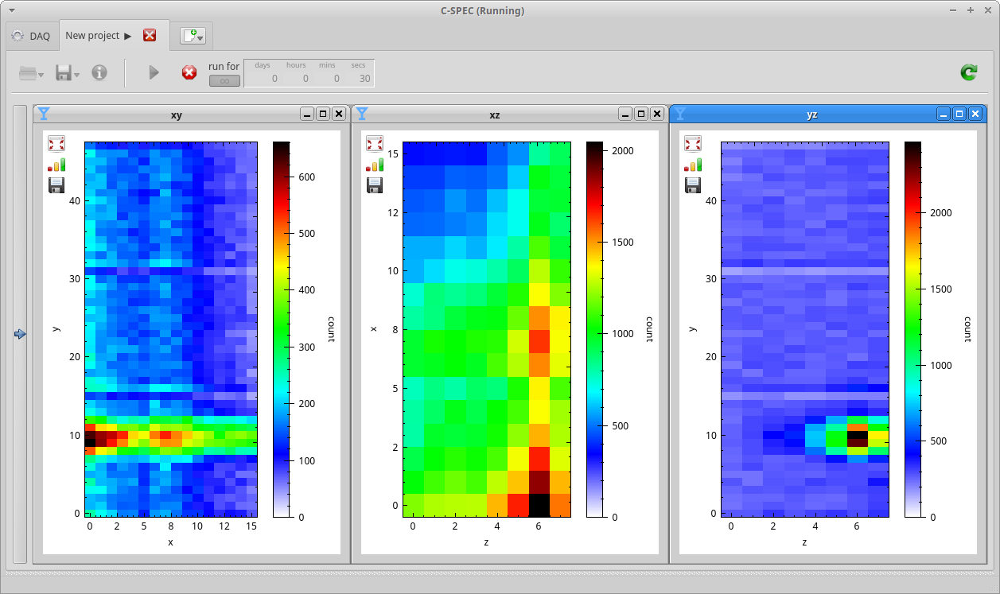 C-SPEC (Running)
DAQ
New project
run for
days hours mins secs
∞
0 0 0 30
xy
xz
yz
40
30
20
10
0
y
0 2 5 8 10 12 15
x
600
500
400
300
200
100
0
count
15
12
10
8
5
2
0
x
0 2 4 6
z
2000
1500
1000
500
0
count
40
30
20
10
0
y
0 2 4 6
z
2000
1500
1000
500
0
count